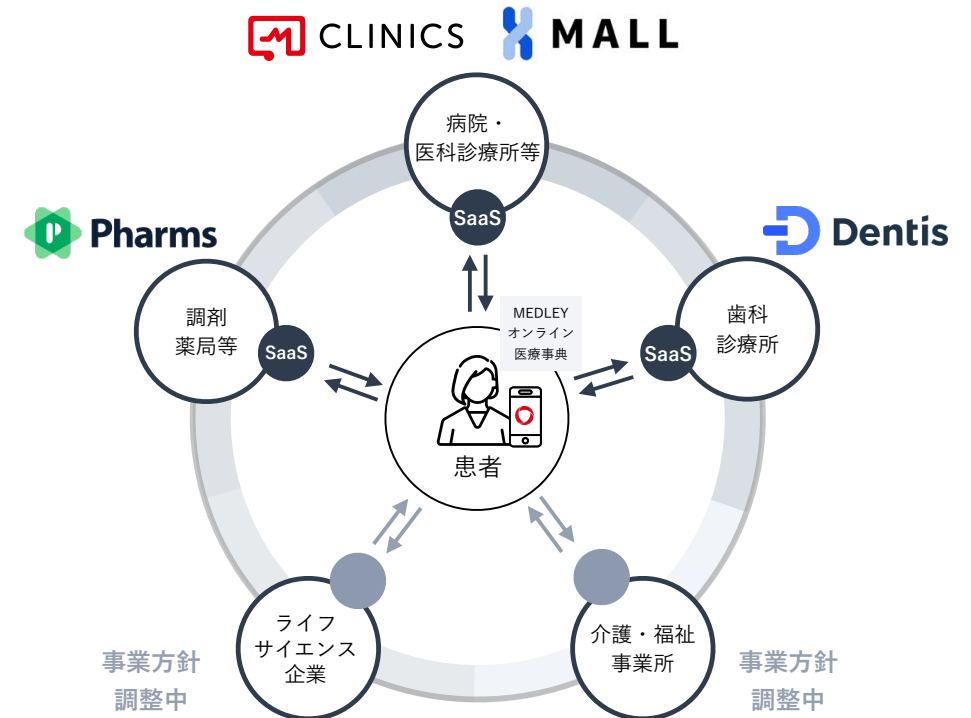 CLINICS
MALL
病院・
医科診療所等
SaaS
Pharms
Dentis
調剤
薬局等
SaaS
MEDLEY
オンライン
医療事典
SaaS
歯科
診療所
患者
ライフ
サイエンス
企業
介護・福祉
事業所
事業方針
調整中
事業方針
調整中